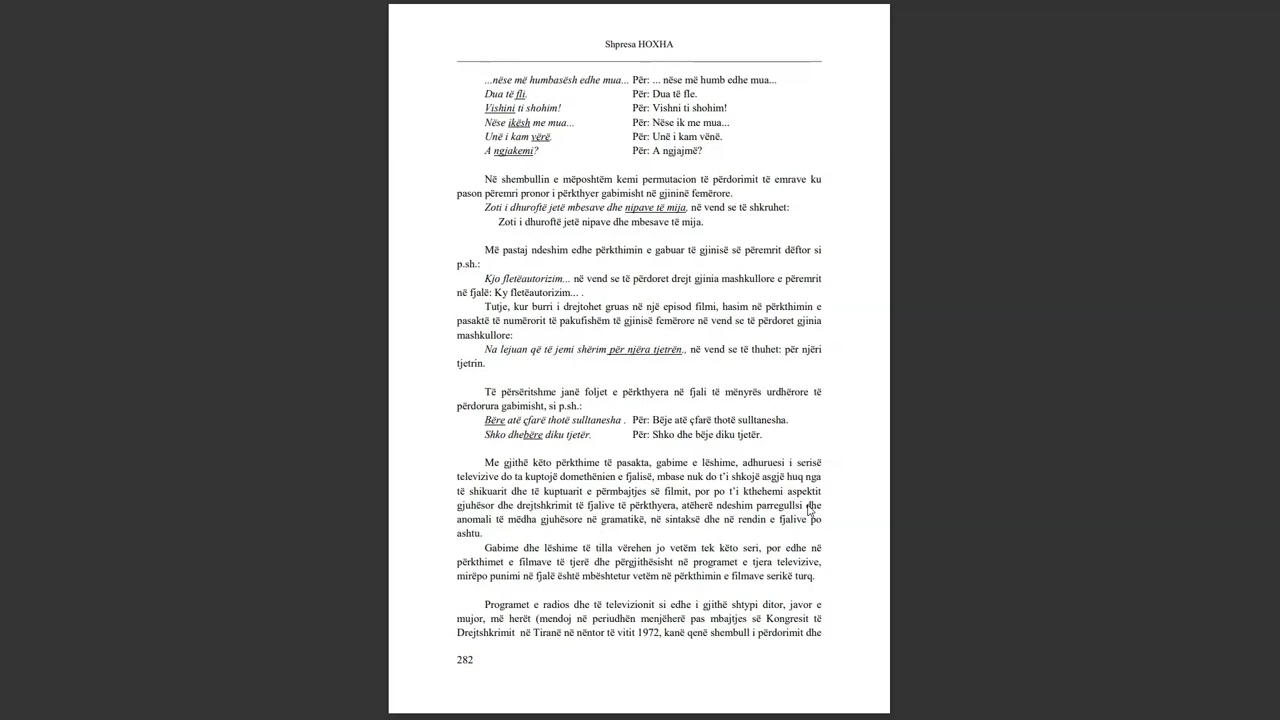 Shpresa HOXHA
...nëse më humbasësh edhe mua... Për: ... nëse më humb edhe mua...
Dua të fli. Për: Dua të fle.
Vishini ti shohim! Për: Vishni ti shohim!
Nëse ikësh me mua... Për: Nëse ik me mua...
Unë i kam vërë. Për: Unë i kam vënë.
A ngjakemi? Për: A ngjajmë?
Në shembullin e mëposhtëm kemi permutacion të përdorimit të emrave ku
pason përemri pronor i përkthyer gabimisht në gjininë femërore.
Zoti i dhuroftë jetë mbesave dhe nipave të mija, në vend se të shkruhet:
Zoti i dhuroftë jetë nipave dhe mbesave të mija.
Më pastaj ndeshim edhe përkthimin e gabuar të gjinisë së përemrit dëftor si
p.sh.:
Kjo fletëautorizim... në vend se të përdoret drejt gjinia mashkullore e përemrit
në fjalë: Ky fletëautorizim... .
Tutje, kur burri i drejtohet gruas në një episod filmi, hasim në përkthimin e
pasaktë të numërorit të pakufishëm të gjinisë femërore në vend se të përdoret gjinia
mashkullore:
Na lejuan që të jemi shërim për njëra tjetrën., në vend se të thuhet: për njëri
tjetrin.
Të përsëritshme janë foljet e përkthyera në fjali të mënyrës urdhërore të
përdorura gabimisht, si p.sh.:
Bëre atë çfarë thotë sulltanesha . Për: Bëje atë çfarë thotë sulltanesha.
Shko dhebëre diku tjetër. Për: Shko dhe bëje diku tjetër.
Me gjithë këto përkthime të pasakta, gabime e lëshime, adhuruesi i serisë
televizive do ta kuptojë domethënien e fjalisë, mbase nuk do t'i shkojë asgjë huq nga
të shikuarit dhe të kuptuarit e përmbajtjes së filmit, por po t'i kthehemi aspektit
gjuhësor dhe drejtshkrimit të fjalive të përkthyera, atëherë ndeshim parregullsi dhe
anomali të mëdha gjuhësore në gramatikë, në sintaksë dhe në rendin e fjalive po
ashtu.
Gabime dhe lëshime të tilla vërehen jo vetëm tek këto seri, por edhe në
përkthimet e filmave të tjerë dhe përgjithësisht në programet e tjera televizive,
mirëpo punimi në fjalë është mbështetur vetëm në përkthimin e filmave serikë turq.
Programet e radios dhe të televizionit si edhe i gjithë shtypi ditor, javor e
mujor, më herët (mendoj në periudhën menjëherë pas mbajtjes së Kongresit të
Drejtshkrimit në Tiranë në nëntor të vitit 1972, kanë qenë shembull i përdorimit dhe
282